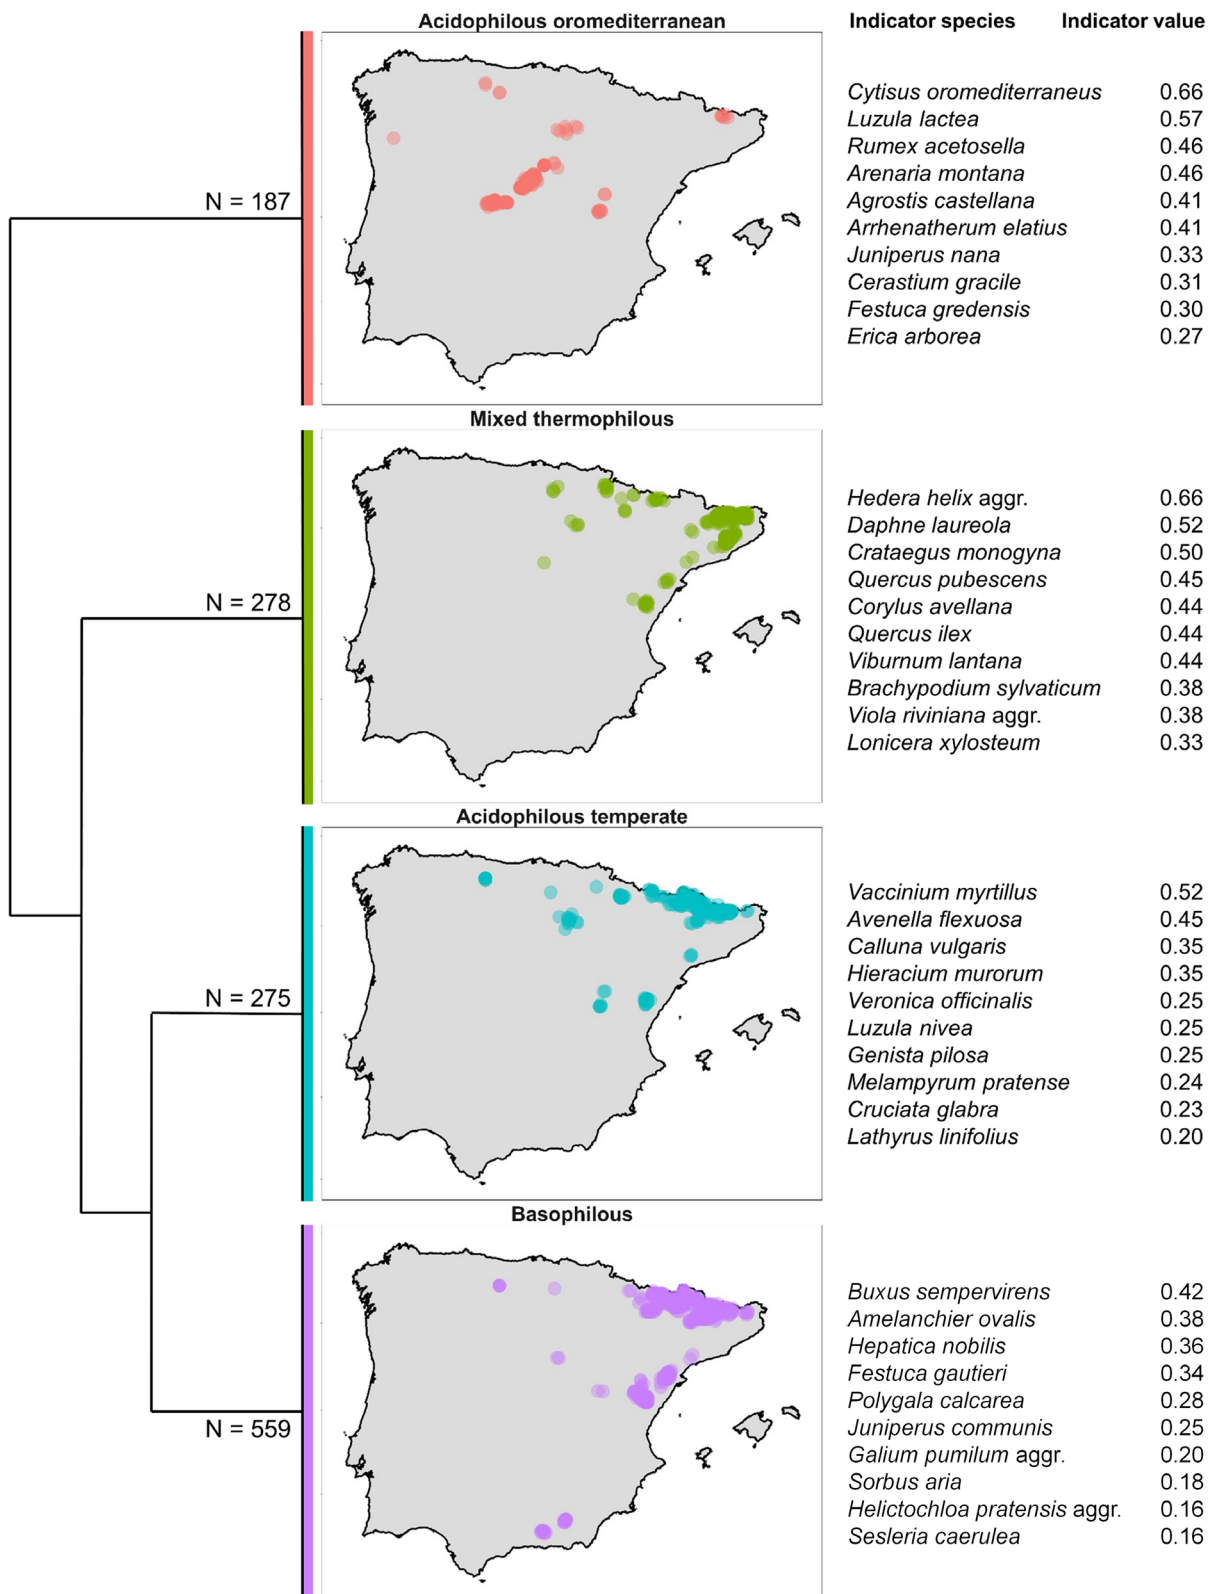 Acidophilous oromediterranean
Indicator species Indicator value
N = 187
Cytisus oromediterraneus 0.66
Luzula lactea 0.57
Rumex acetosella 0.46
Arenaria montana 0.46
Agrostis castellana 0.41
Arrhenatherum elatius 0.41
Juniperus nana 0.33
Cerastium gracile 0.31
Festuca gredensis 0.30
Erica arborea 0.27
Mixed thermophilous
N = 278
Hedera helix aggr. 0.66
Daphne laureola 0.52
Crataegus monogyna 0.50
Quercus pubescens 0.45
Corylus avellana 0.44
Quercus ilex 0.44
Viburnum lantana 0.44
Brachypodium sylvaticum 0.38
Viola riviniana aggr. 0.38
Lonicera xylosteum 0.33
Acidophilous temperate
N = 275
Vaccinium myrtillus 0.52
Avenella flexuosa 0.45
Calluna vulgaris 0.35
Hieracium murorum 0.35
Veronica officinalis 0.25
Luzula nivea 0.25
Genista pilosa 0.25
Melampyrum pratense 0.24
Cruciata glabra 0.23
Lathyrus linifolius 0.20
Basophilous
N = 559
Buxus sempervirens 0.42
Amelanchier ovalis 0.38
Hepatica nobilis 0.36
Festuca gautieri 0.34
Polygala calcarea 0.28
Juniperus communis 0.25
Galium pumilum aggr. 0.20
Sorbus aria 0.18
Helictochloa pratensis aggr. 0.16
Sesleria caerulea 0.16